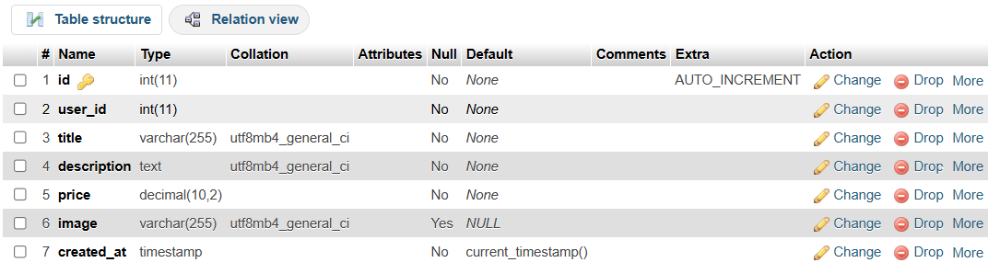 Table structure Relation view
# Name Type Collation Attributes Null Default Comments Extra Action
1 id int(11) No None AUTO_INCREMENT Change Drop More
2 user_id int(11) No None Change Drop More
3 title varchar(255) utf8mb4_general_ci No None Change Drop More
4 description text utf8mb4_general_ci No None Change Drop More
5 price decimal(10,2) No None Change Drop More
6 image varchar(255) utf8mb4_general_ci Yes NULL Change Drop More
7 created_at timestamp No current_timestamp() Change Drop More